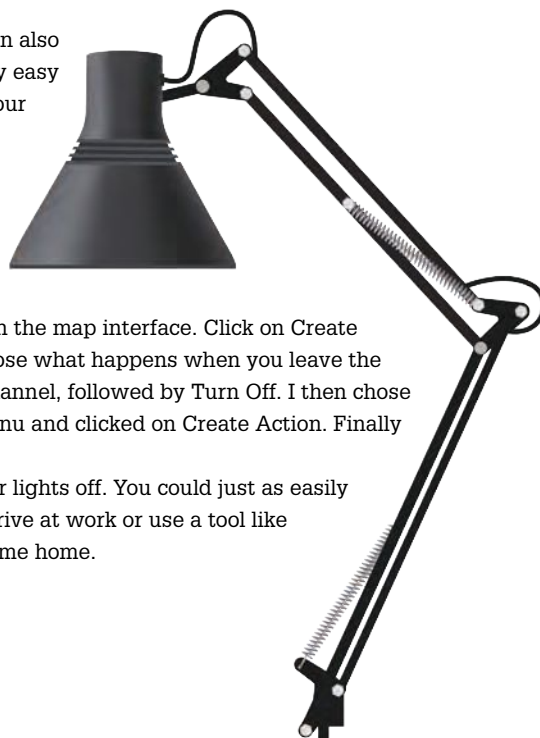 n also
y easy
our
n the map interface. Click on Create
ose what happens when you leave the
annel, followed by Turn Off. I then chose
nu and clicked on Create Action. Finally
r lights off. You could just as easily
rive at work or use a tool like
me home.